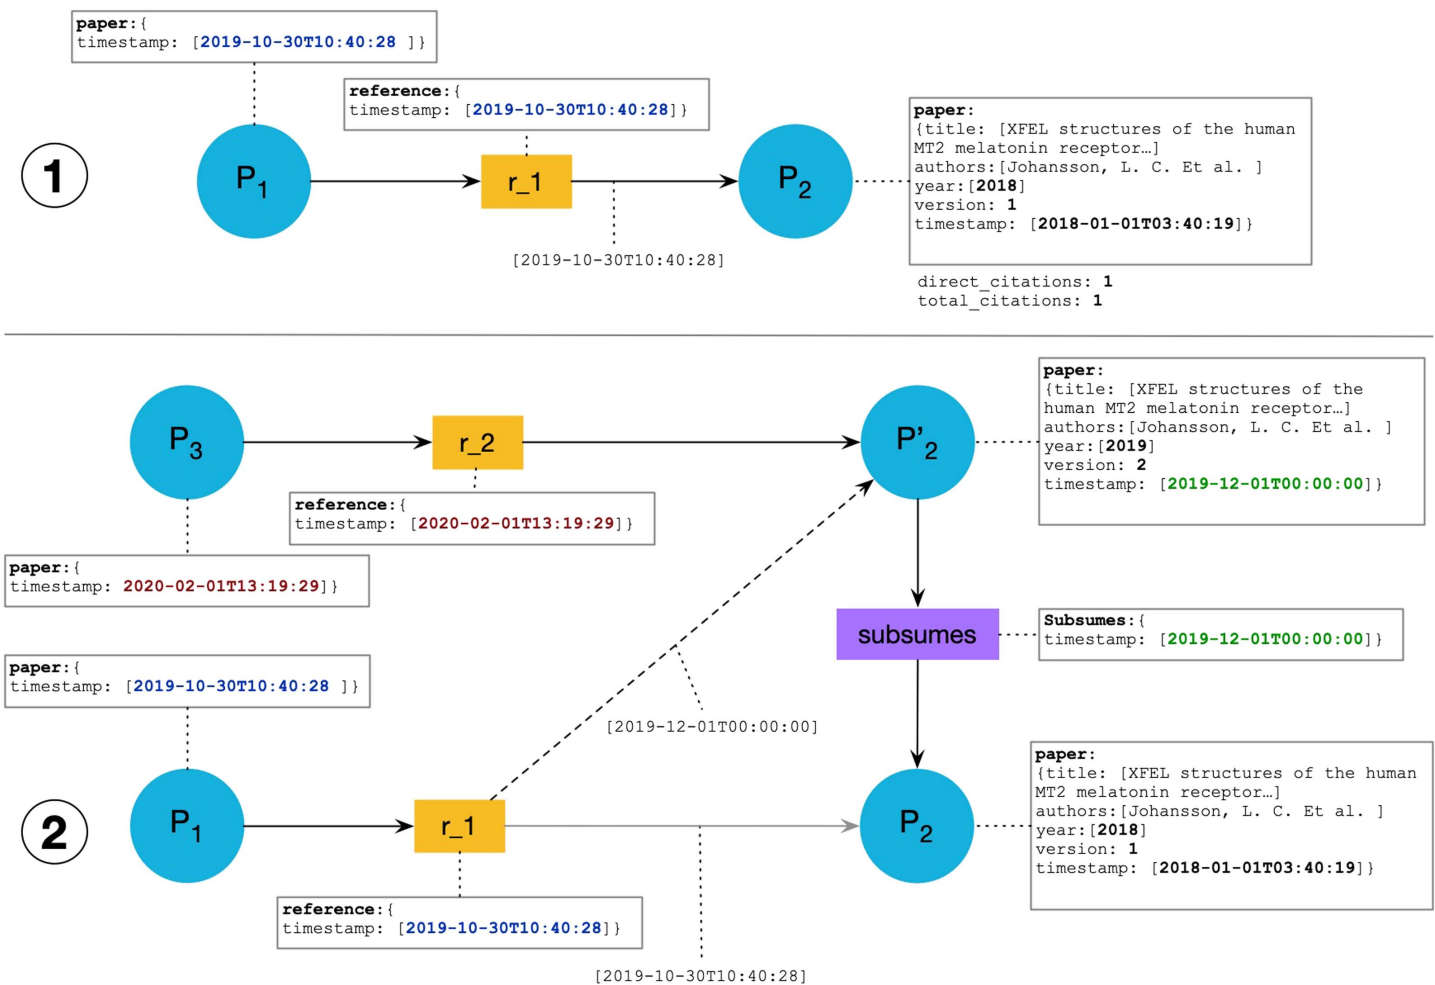 paper:{
timestamp: [2019-10-30T10:40:28 ]}
reference:{
timestamp: [2019-10-30T10:40:28]}
1
P1
r_1
P2
[2019-10-30T10:40:28]
paper:
{title: [XFEL structures of the human
MT2 melatonin receptor…]
authors:[Johansson, L. C. Et al. ]
year:[2018]
version: 1
timestamp: [2018-01-01T03:40:19]}
direct_citations: 1
total_citations: 1
P3
r_2
P’2
paper:
{title: [XFEL structures of the
human MT2 melatonin receptor…]
authors:[Johansson, L. C. Et al. ]
year:[2019]
version: 2
timestamp: [2019-12-01T00:00:00]}
reference:{
timestamp: [2020-02-01T13:19:29]}
paper:{
timestamp: 2020-02-01T13:19:29]}
subsumes
Subsumes:{
timestamp: [2019-12-01T00:00:00]}
paper:{
timestamp: [2019-10-30T10:40:28 ]}
[2019-12-01T00:00:00]
2
P1
r_1
P2
paper:
{title: [XFEL structures of the human
MT2 melatonin receptor…]
authors:[Johansson, L. C. Et al. ]
year:[2018]
version: 1
timestamp: [2018-01-01T03:40:19]}
reference:{
timestamp: [2019-10-30T10:40:28]}
[2019-10-30T10:40:28]